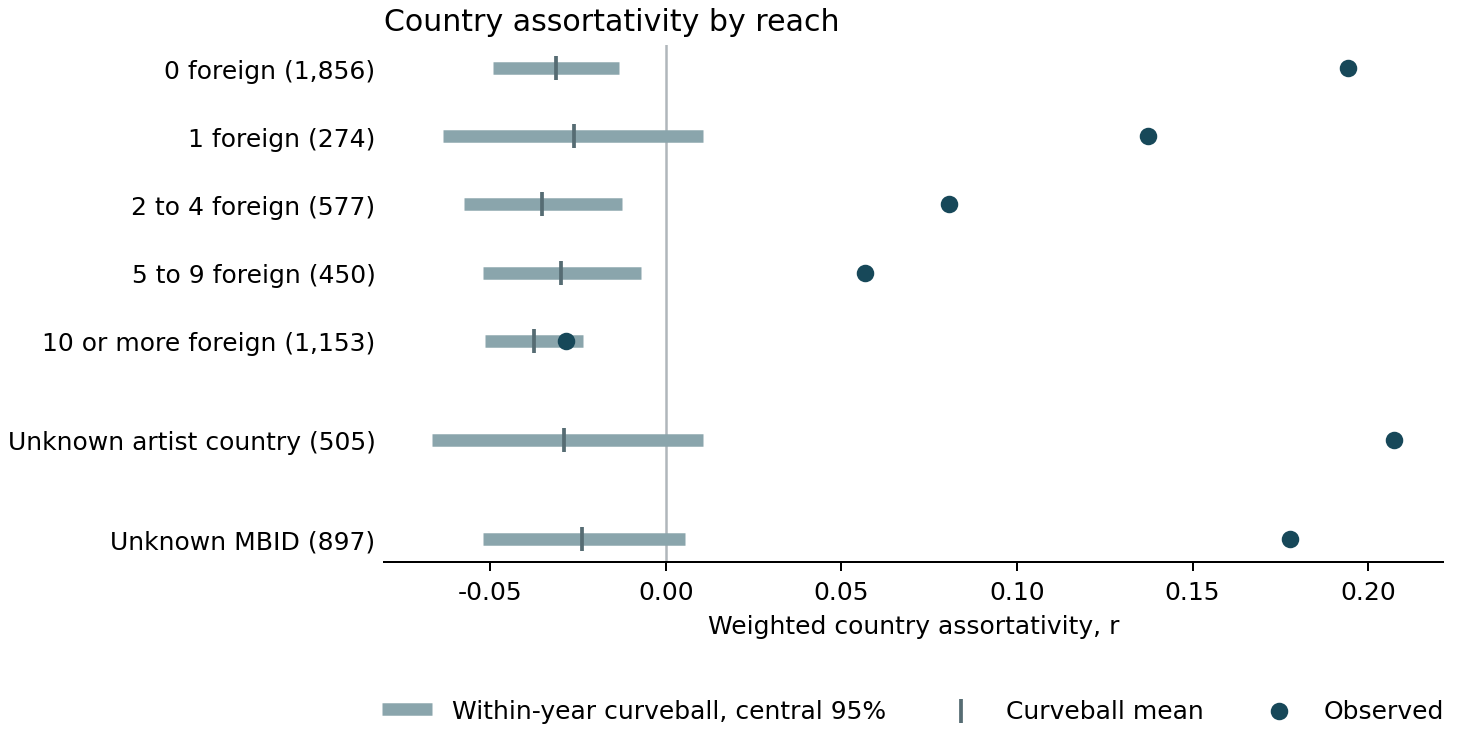 Country assortativity by reach
0 foreign (1,856)
1 foreign (274)
2 to 4 foreign (577)
5 to 9 foreign (450)
10 or more foreign (1,153)
Unknown artist country (505)
Unknown MBID (897)
-0.05 0.00 0.05 0.10 0.15 0.20
Weighted country assortativity, r
Within-year curveball, central 95% Curveball mean Observed